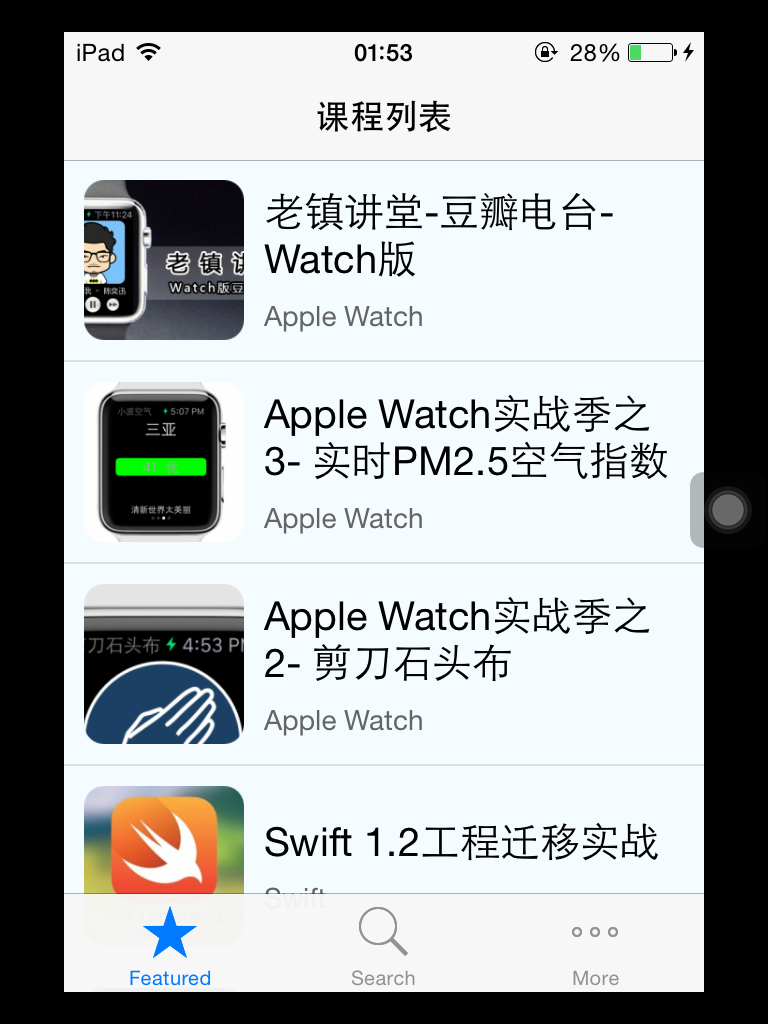 iPad 01:53 28%
课程列表
下午11:24
老镇讲
Watch版豆
老镇讲堂-豆瓣电台-
Watch版
Apple Watch
小波空气 5:07 PM
三亚
41 优
清新世界太美丽
Apple Watch实战季之
3- 实时PM2.5空气指数
Apple Watch
刀石头布 4:53 PM
Apple Watch实战季之
2- 剪刀石头布
Apple Watch
Swift 1.2工程迁移实战
Swift
Featured Search More